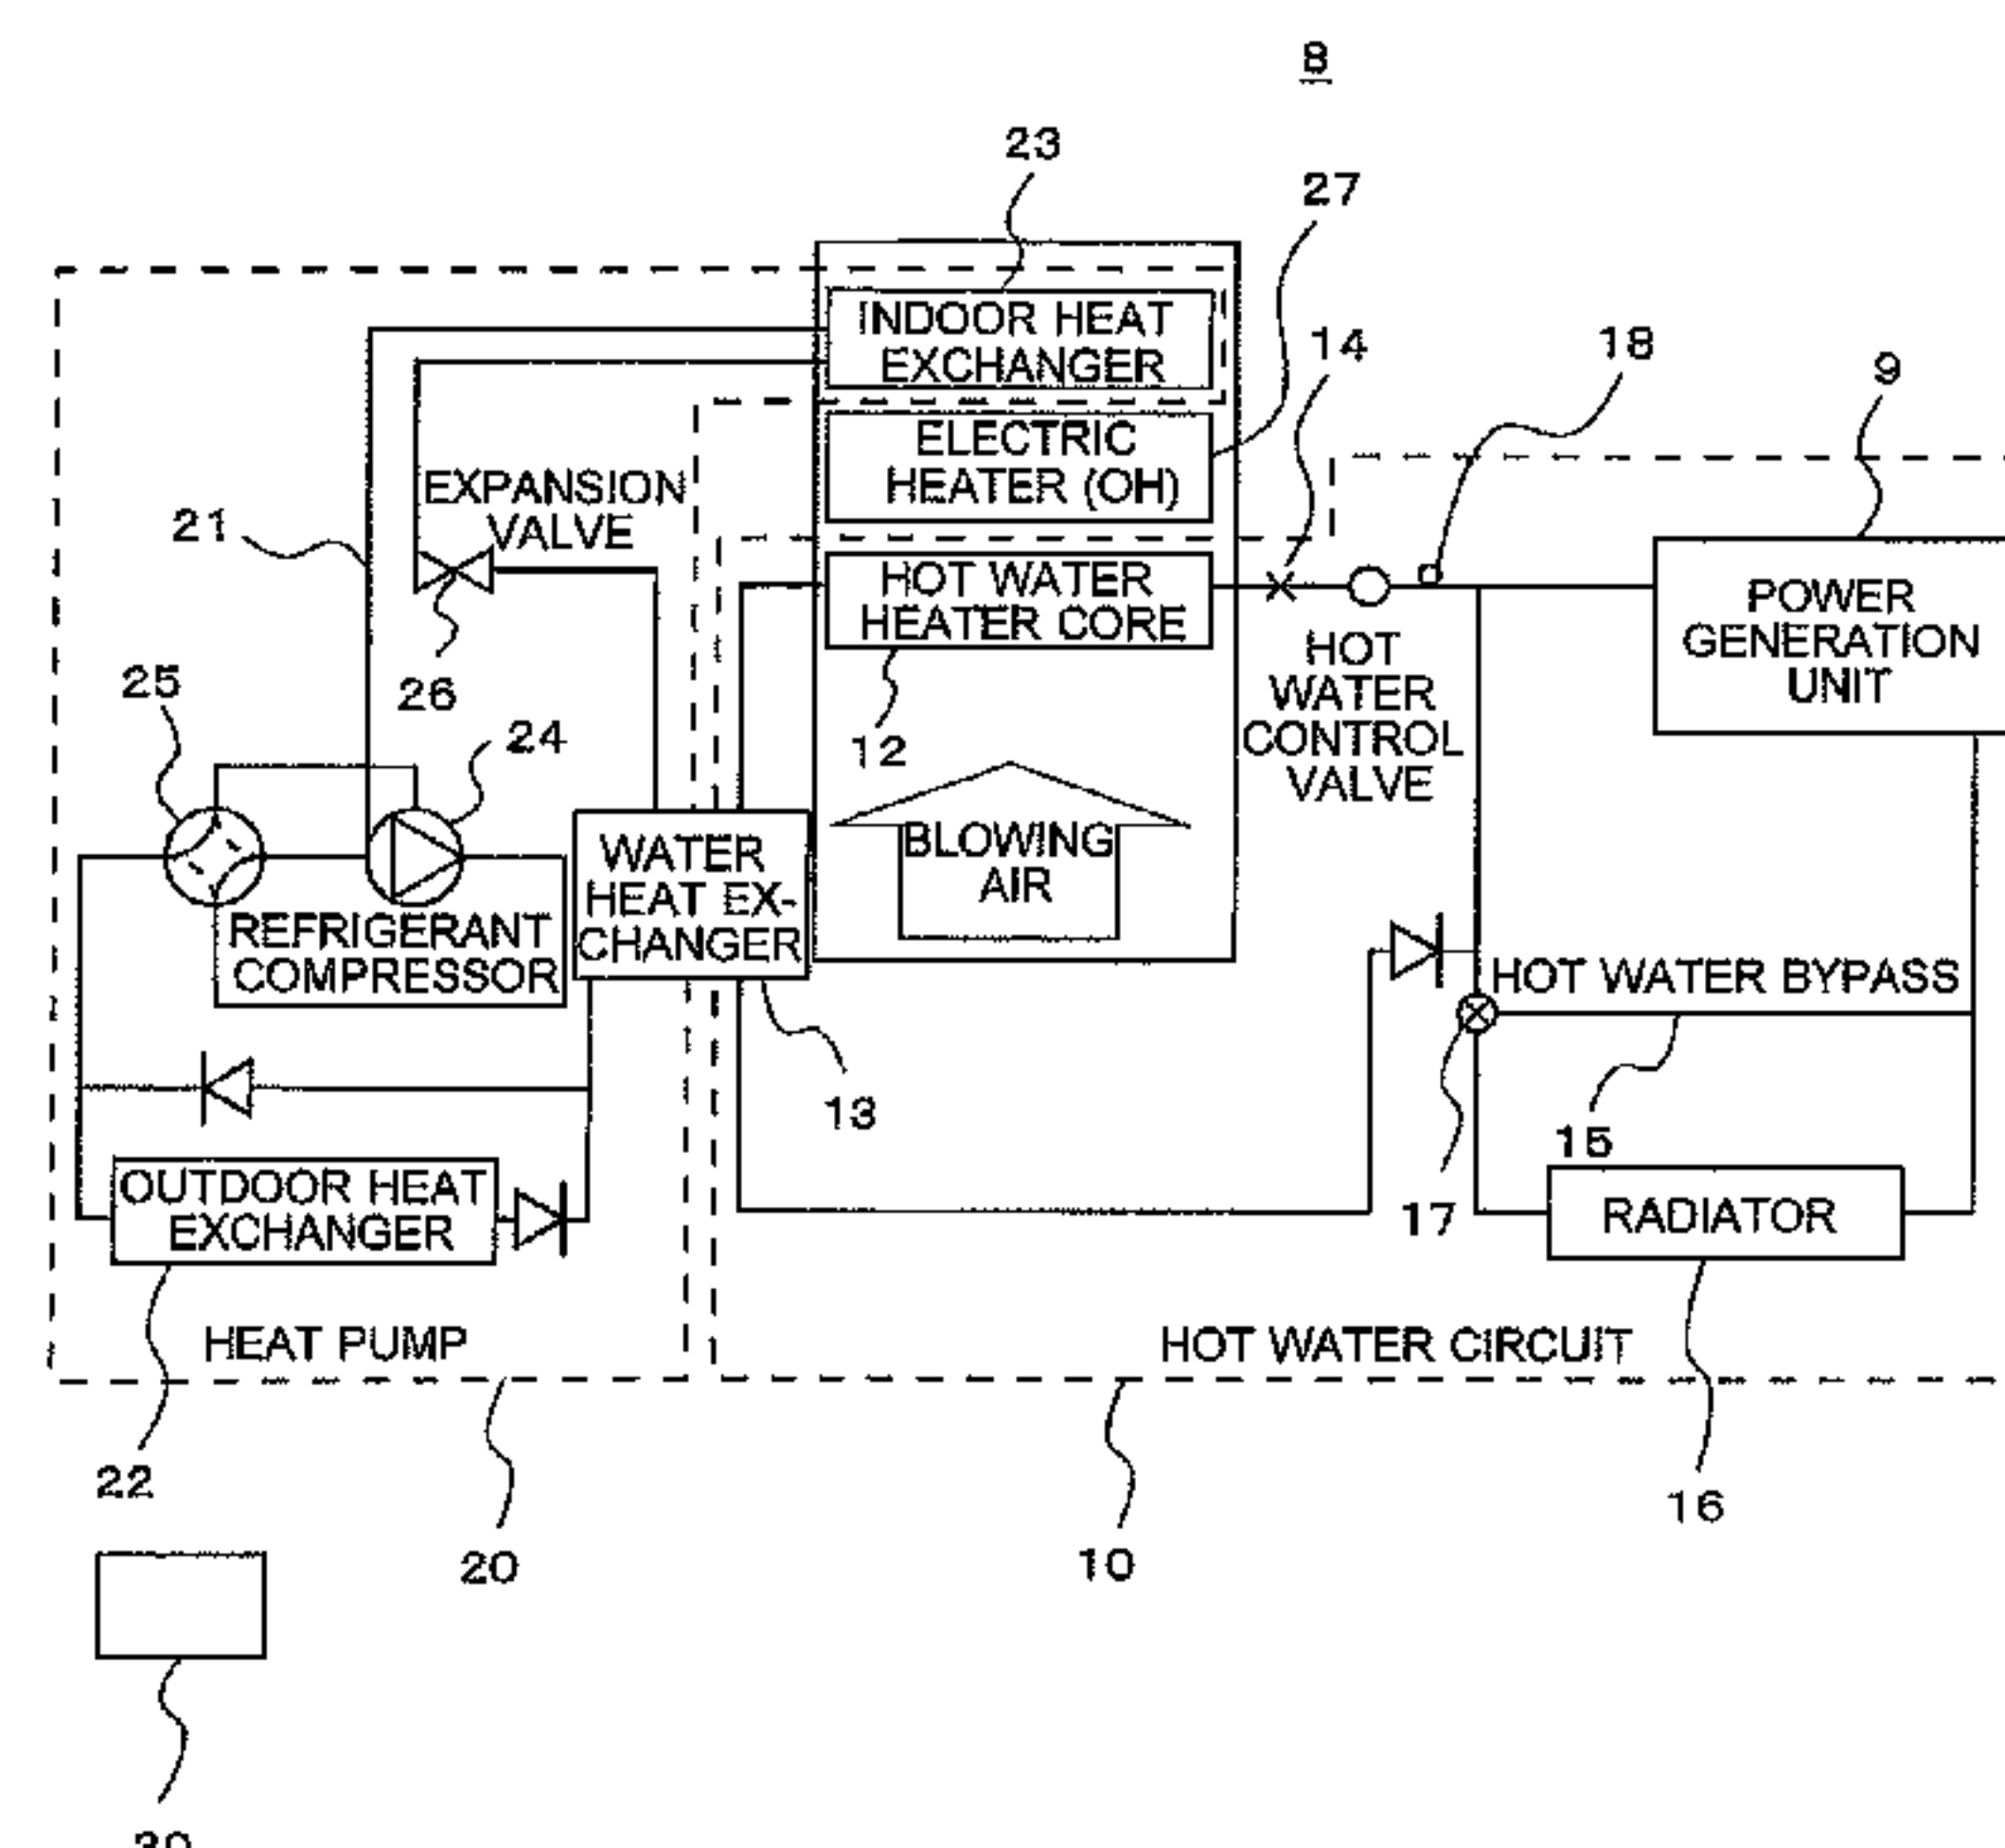 8
23
27
INDOOR HEAT
EXCHANGER
14
18
9
ELECTRIC
HEATER (OH)
EXPANSION
VALVE
21
HOT WATER
HEATER CORE
POWER
GENERATION
UNIT
HOT
WATER
CONTROL
VALVE
25
26
24
12
BLOWING
AIR
WATER
HEAT EX-
CHANGER
REFRIGERANT
COMPRESSOR
HOT WATER BYPASS
13
15
17
OUTDOOR HEAT
EXCHANGER
RADIATOR
HEAT PUMP
HOT WATER CIRCUIT
22
16
20
10